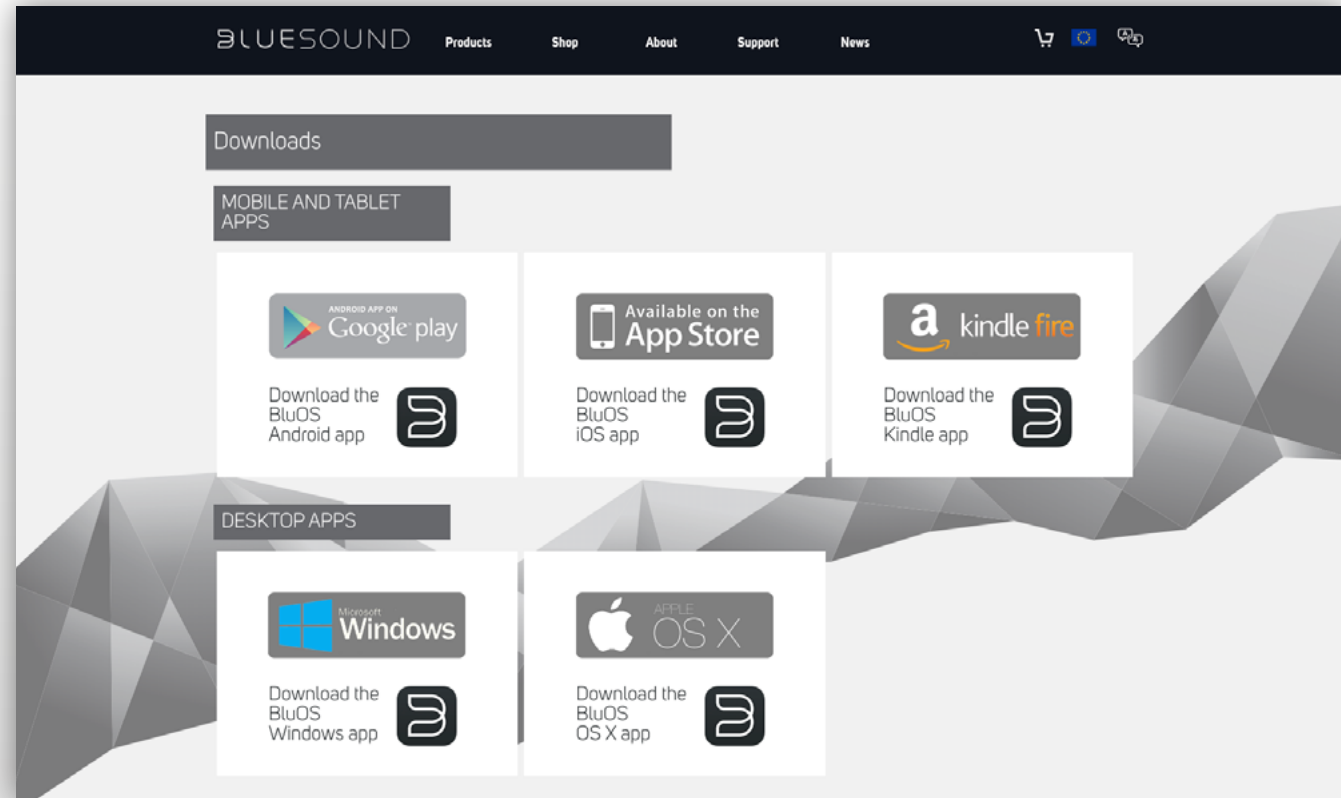 BLUESOUND Products Shop About Support News
Downloads
MOBILE AND TABLET
APPS
ANDROID APP ON
Google play
Available on the
App Store
a kindle fire
Download the
BluOS
Android app
Download the
BluOS
iOS app
Download the
BluOS
Kindle app
DESKTOP APPS
Microsoft
Windows
APPLE
OS X
Download the
BluOS
Windows app
Download the
BluOS
OS X app